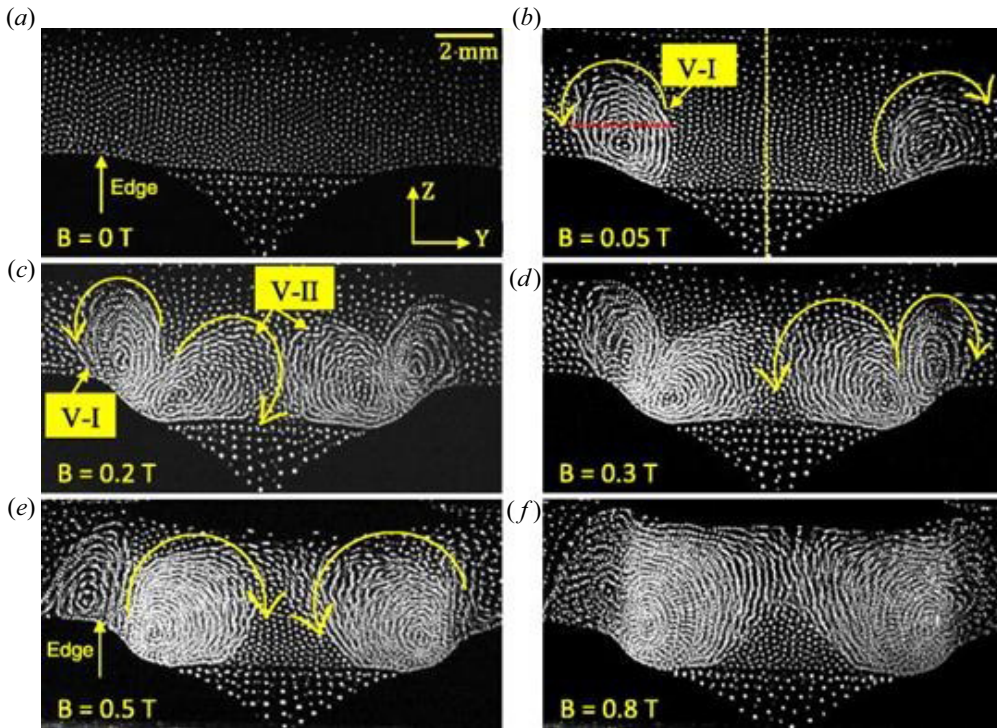 (a)
2 mm
Edge
Z
Y
B = 0 T
(b)
V-I
B = 0.05 T
(c)
V-II
V-I
B = 0.2 T
(d)
B = 0.3 T
(e)
Edge
B = 0.5 T
(f)
B = 0.8 T